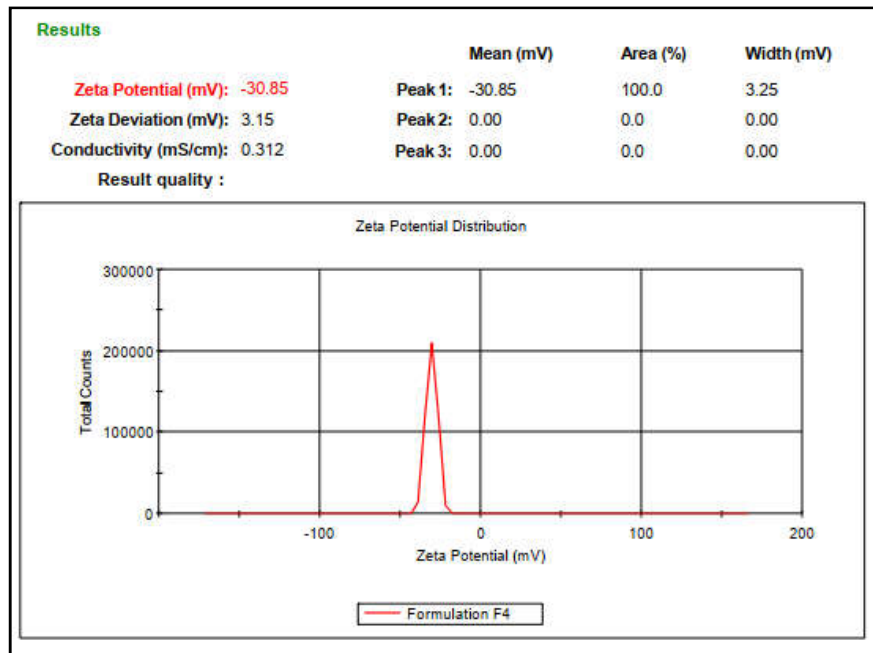 Results
Mean (mV) Area (%) Width (mV)
Zeta Potential (mV): -30.85 Peak 1: -30.85 100.0 3.25
Zeta Deviation (mV): 3.15 Peak 2: 0.00 0.0 0.00
Conductivity (mS/cm): 0.312 Peak 3: 0.00 0.0 0.00
Result quality :
Zeta Potential Distribution
300000
200000
Total Counts
100000
0
-100 0 100 200
Zeta Potential (mV)
Formulation F4